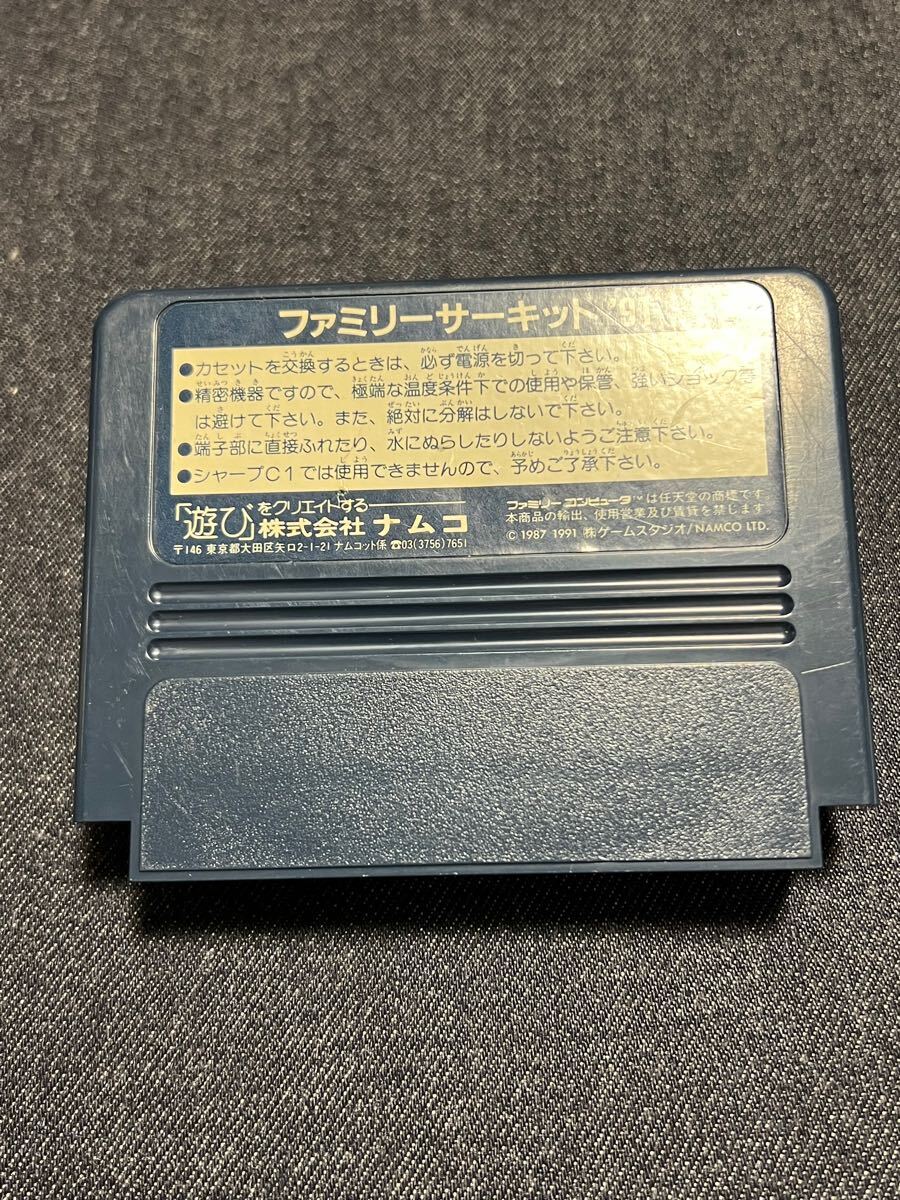 ファミリーサーキット'91
●カセットを交換するときは、必ず電源を切って下さい。
●精密機器ですので、極端な温度条件下での使用や保管、強いショック等
は避けて下さい。また、絶対に分解はしないで下さい。
●端子部に直接ふれたり、水にぬらしたりしないようご注意下さい。
●シャープC1では使用できませんので、予めご了承下さい。
「遊び」をクリエイトする
株式会社 ナムコ
〒146 東京都大田区矢口2-1-21 ナムコット係 ☎03(3756)7651
ファミリーコンピュータ™は任天堂の商標です。
本商品の輸出、使用営業及び賃貸を禁じます。
© 1987 1991 ㈱ゲームスタジオ/NAMCO LTD.